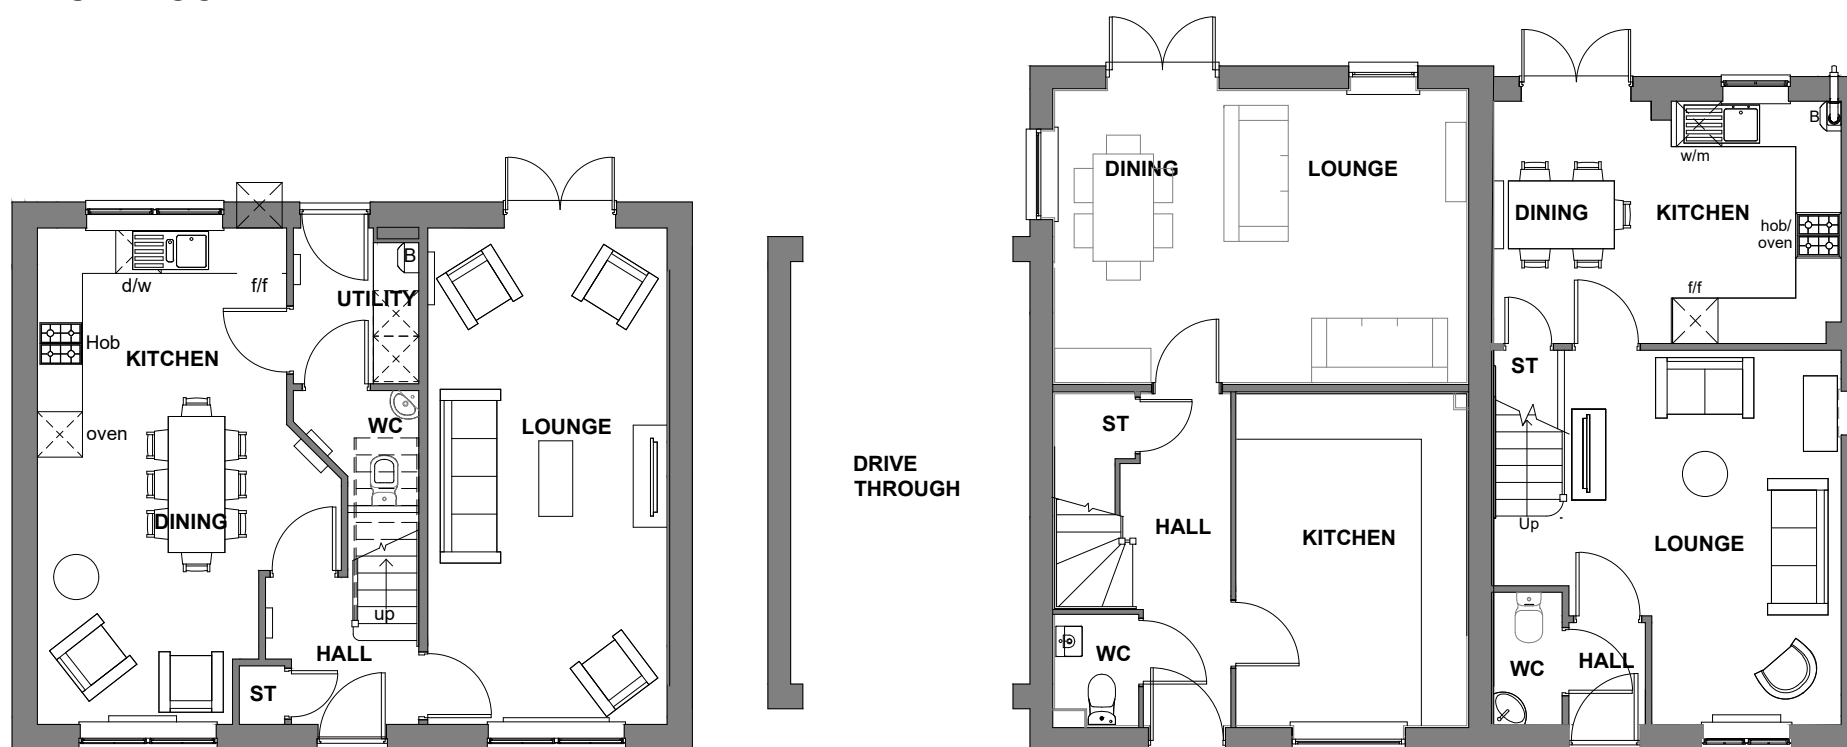 d/w
f/f
B
UTILITY
Hob
KITCHEN
oven
WC
LOUNGE
DINING
up
HALL
ST
DRIVE
THROUGH
DINING
LOUNGE
ST
HALL
KITCHEN
WC
B
w/m
DINING
KITCHEN
hob/
oven
f/f
ST
Up
LOUNGE
WC
HALL